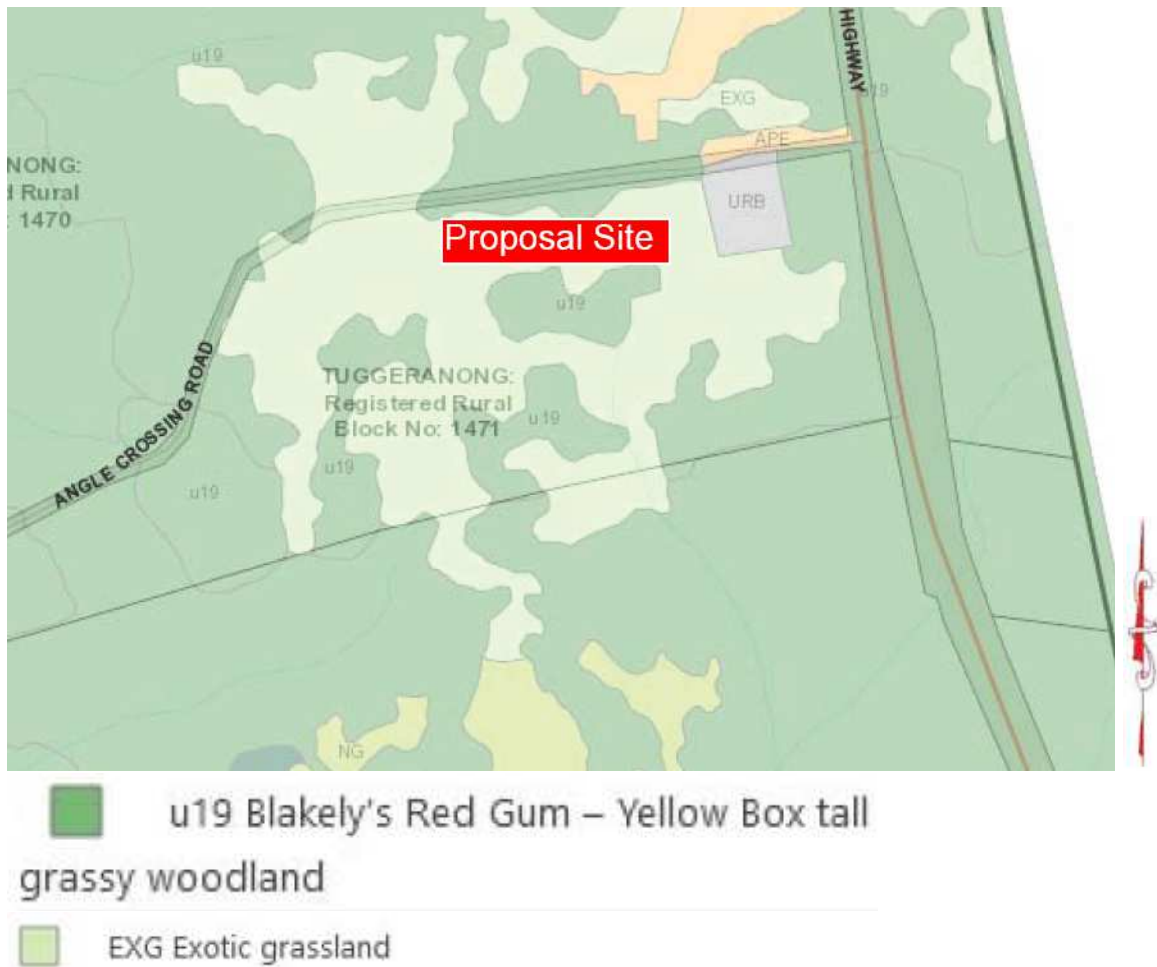 HIGHWAY
u19
u19
EXG
APE
NONG:
d Rural
: 1470
URB
Proposal Site
u19
TUGGERANONG:
Registered Rural
Block No: 1471
u19
ANGLE CROSSING ROAD
u19
u19
NG
u19 Blakely's Red Gum – Yellow Box tall
grassy woodland
EXG Exotic grassland